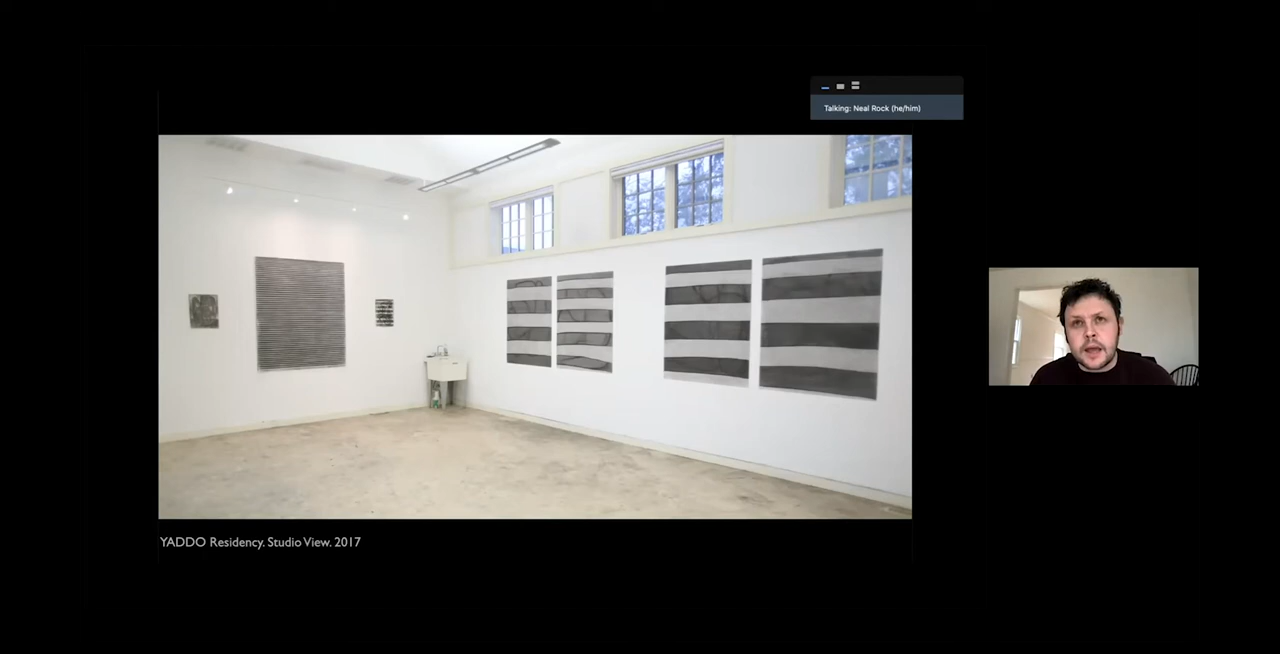 Talking: Neal Rock (he/him)
YADDO Residency. Studio View. 2017